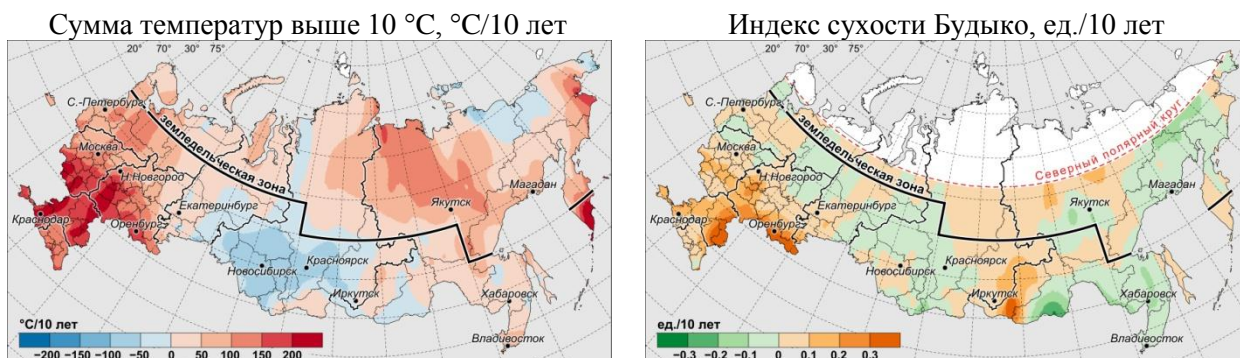 Сумма температур выше 10 °С, °С/10 лет
20° 30° 75°
С.-Петербург
земледельческая зона
Москва
Н.Новгород
Магадан
Якутск
Краснодар
Екатеринбург
Оренбург
Новосибирск
Красноярск
Иркутск
Хабаровск
Владивосток
°С/10 лет
−200 −150 −100 −50 0 50 100 150 200
Индекс сухости Будыко, ед./10 лет
20° 30° 75°
С.-Петербург
земледельческая зона
Северный полярный круг
Москва
Н.Новгород
Магадан
Якутск
Краснодар
Екатеринбург
Оренбург
Новосибирск
Красноярск
Иркутск
Хабаровск
Владивосток
ед./10 лет
−0.3 −0.2 −0.1 0 0.1 0.2 0.3